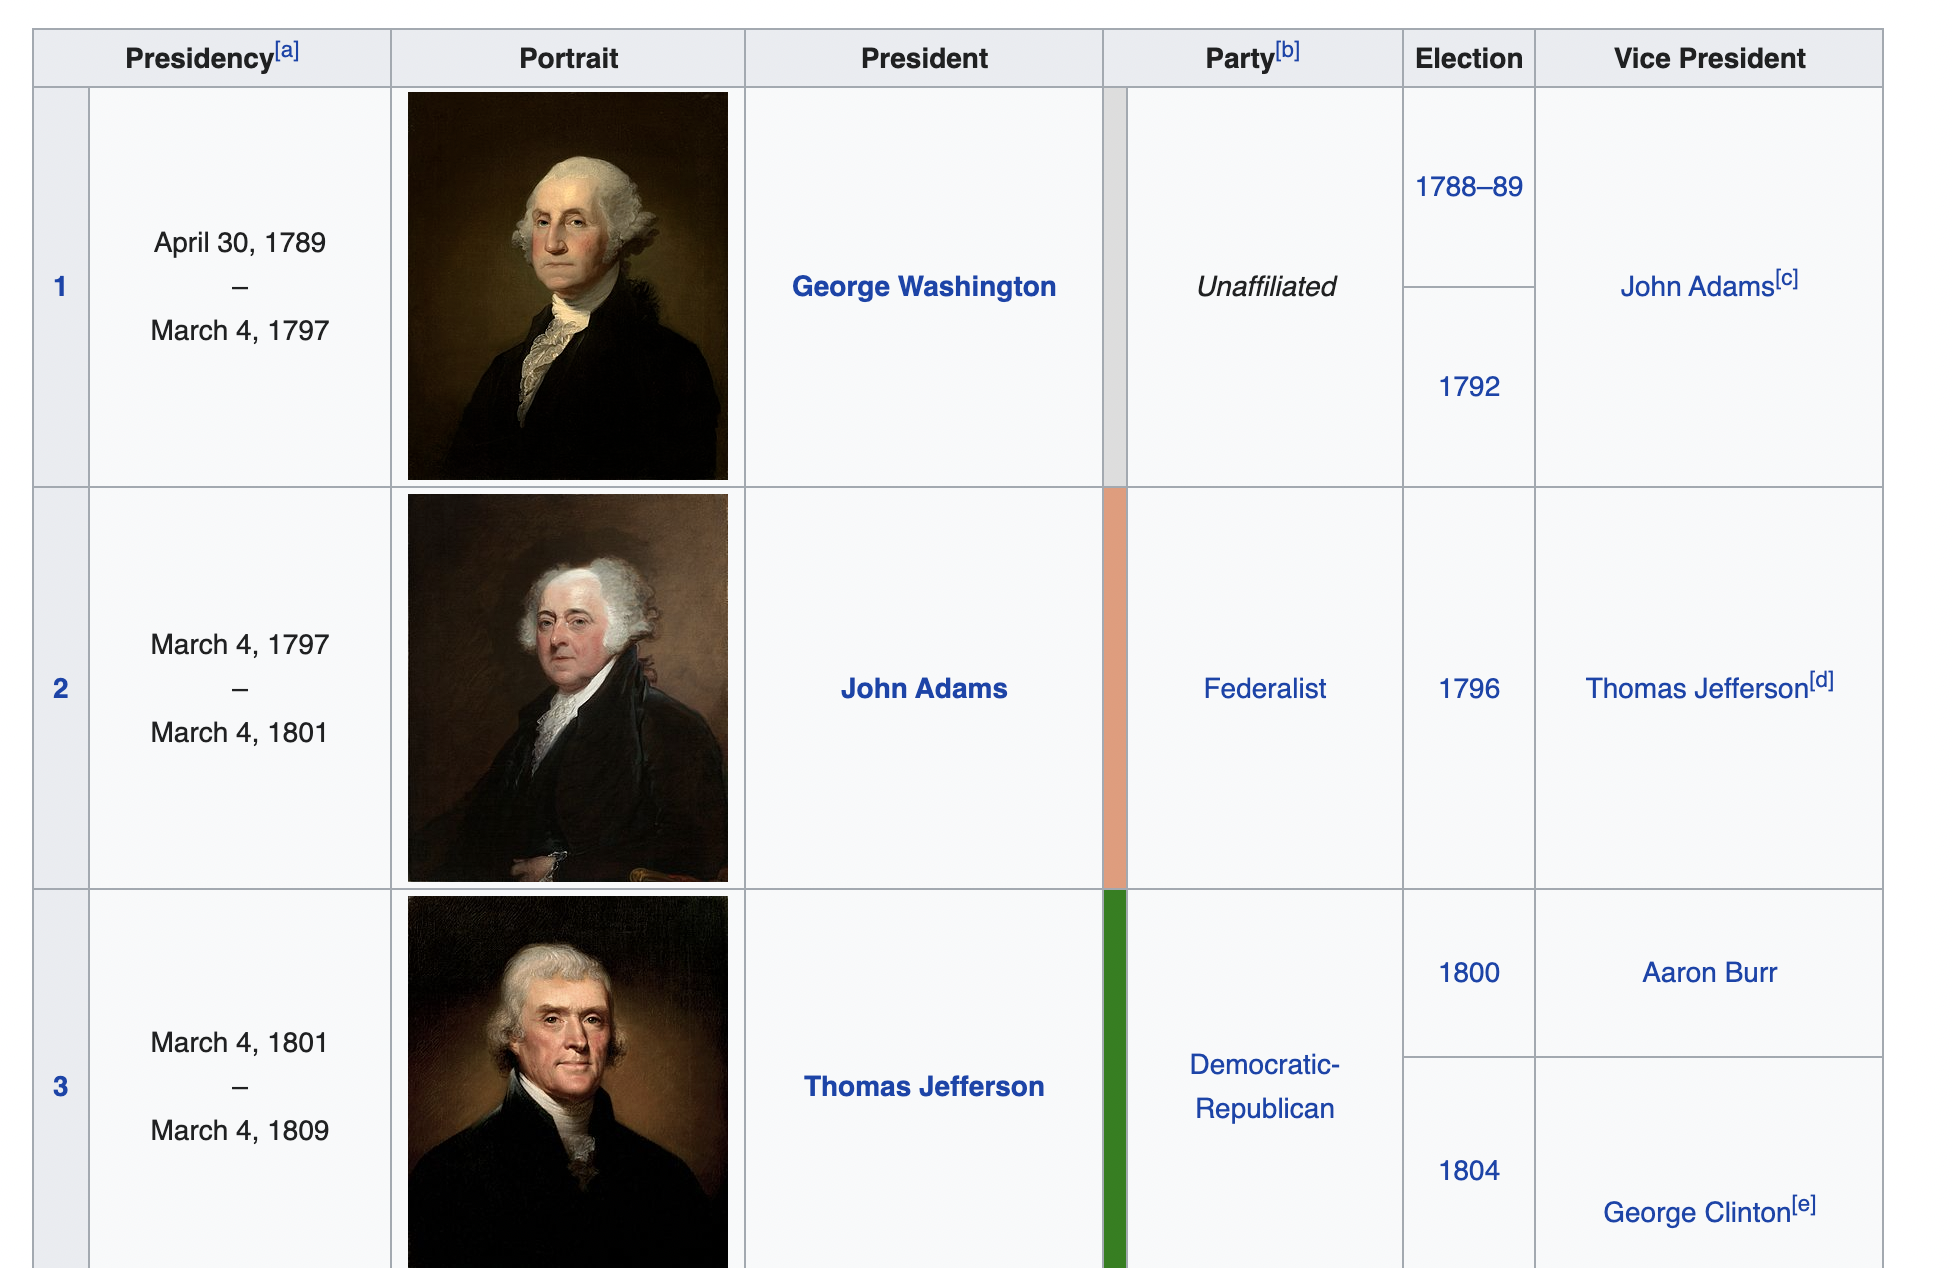 Presidency[a] Portrait President Party[b] Election Vice President
1
April 30, 1789
–
March 4, 1797
George Washington
Unaffiliated
1788–89
1792
John Adams[c]
2
March 4, 1797
–
March 4, 1801
John Adams
Federalist
1796
Thomas Jefferson[d]
3
March 4, 1801
–
March 4, 1809
Thomas Jefferson
Democratic-
Republican
1800
Aaron Burr
1804
George Clinton[e]